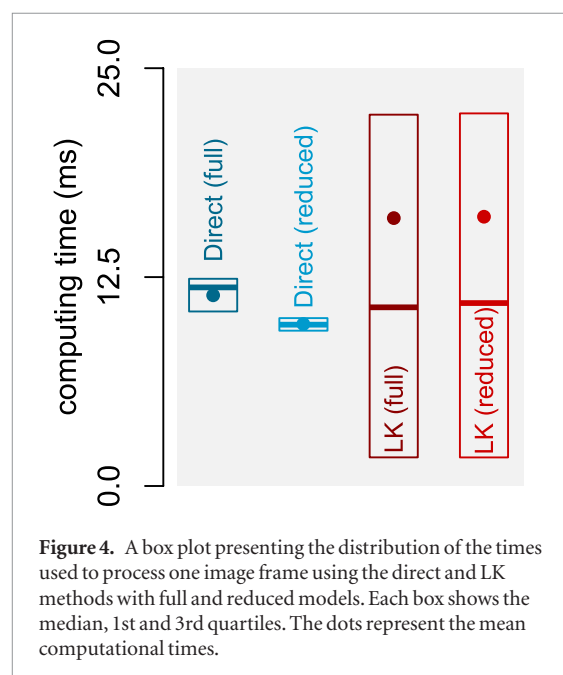 computing time (ms)
25.0
12.5
0.0
Direct (full)
Direct (reduced)
LK (full)
LK (reduced)
Figure 4. A box plot presenting the distribution of the times
used to process one image frame using the direct and LK
methods with full and reduced models. Each box shows the
median, 1st and 3rd quartiles. The dots represent the mean
computational times.